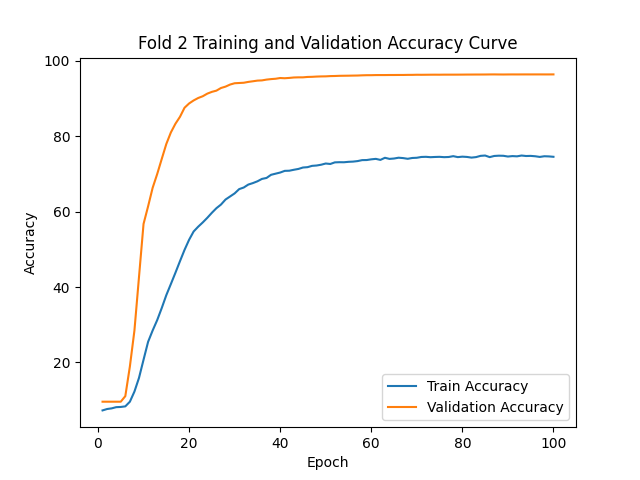 Fold 2 Training and Validation Accuracy Curve
100
80
60
40
20
Accuracy
0 20 40 60 80 100
Epoch
Train Accuracy
Validation Accuracy